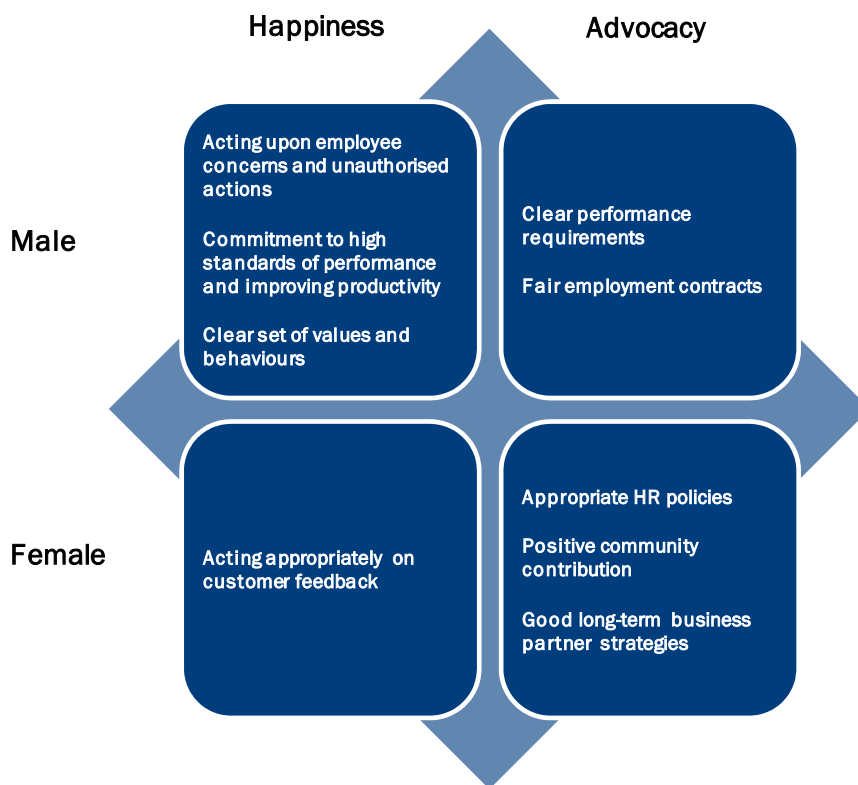 Happiness
Advocacy
Male
Acting upon employee
concerns and unauthorised
actions
Commitment to high
standards of performance
and improving productivity
Clear set of values and
behaviours
Clear performance
requirements
Fair employment contracts
Female
Acting appropriately on
customer feedback
Appropriate HR policies
Positive community
contribution
Good long-term business
partner strategies